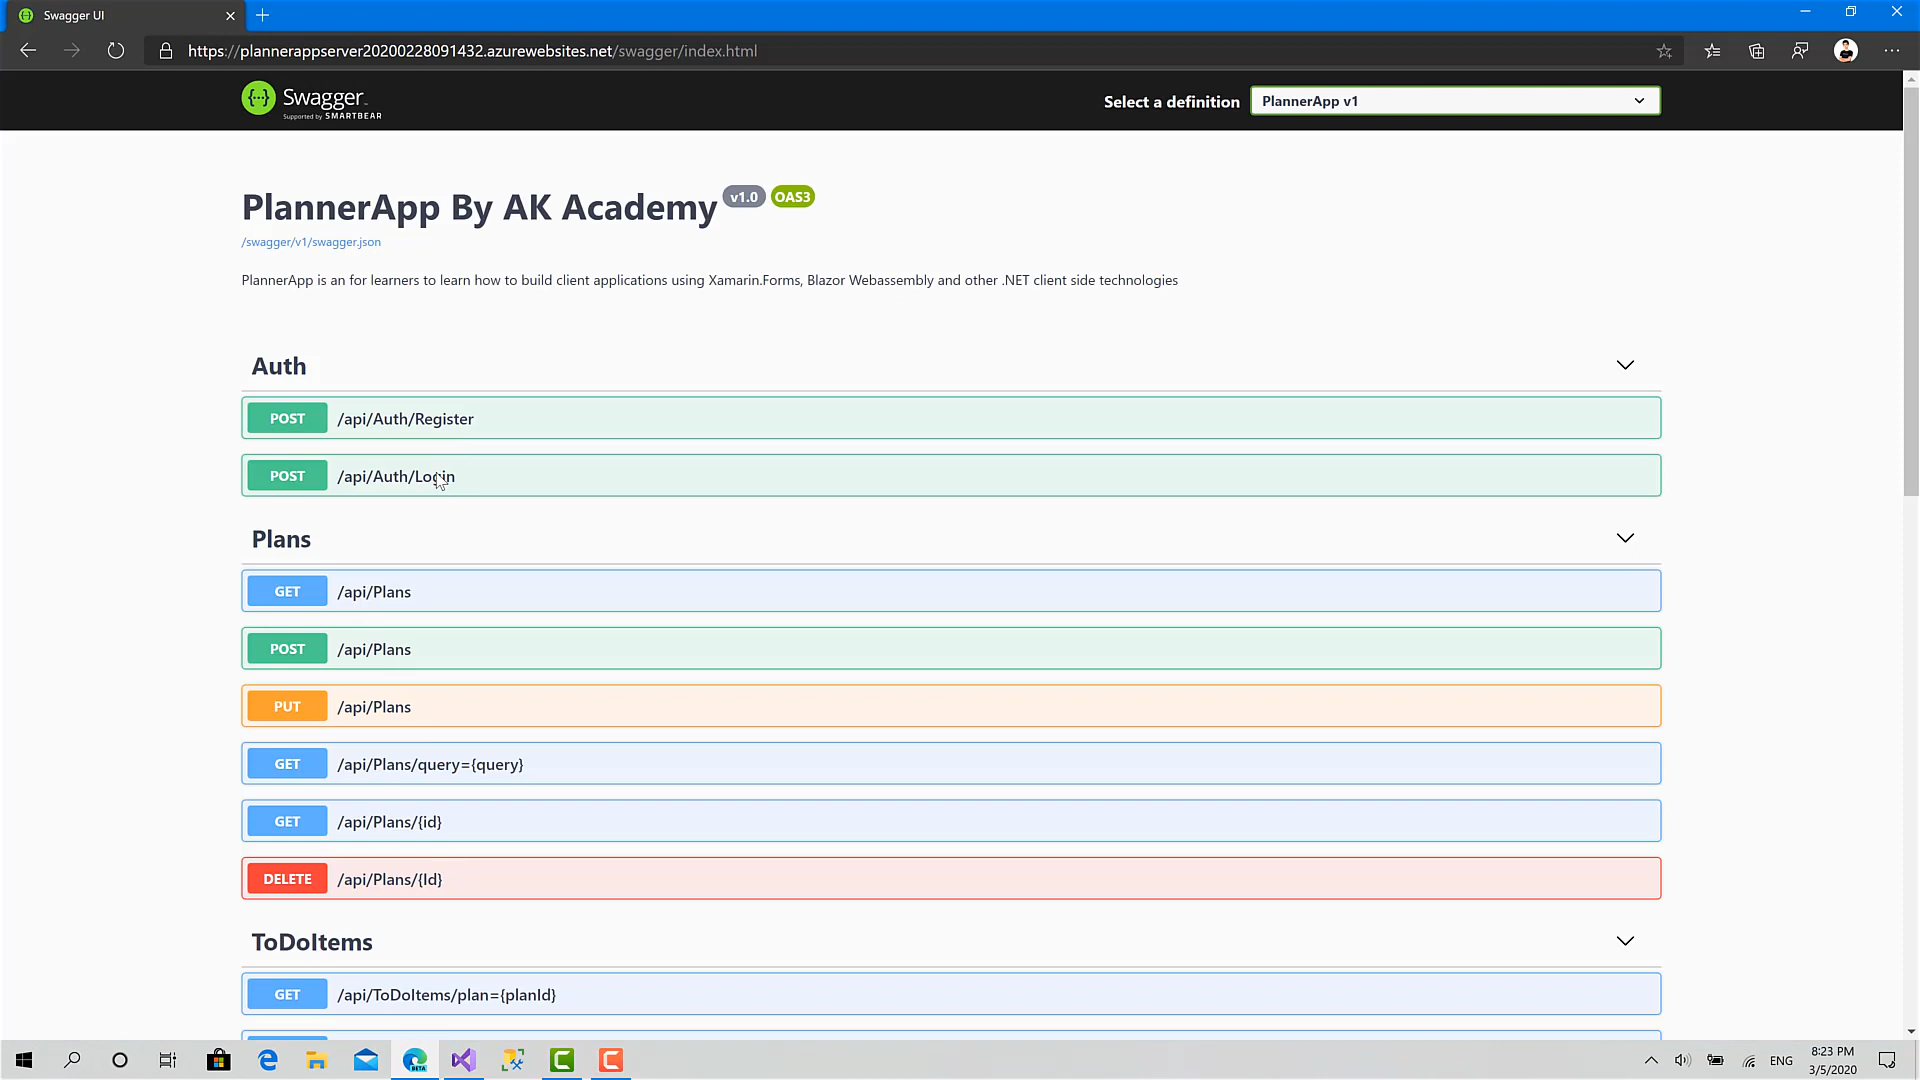 Swagger UI
https://plannerappserver20200228091432.azurewebsites.net/swagger/index.html
{···} Swagger
Supported by SMARTBEAR
Select a definition
PlannerApp v1
PlannerApp By AK Academy v1.0 OAS3
/swagger/v1/swagger.json
PlannerApp is an for learners to learn how to build client applications using Xamarin.Forms, Blazor Webassembly and other .NET client side technologies
Auth
POST /api/Auth/Register
POST /api/Auth/Login
Plans
GET /api/Plans
POST /api/Plans
PUT /api/Plans
GET /api/Plans/query={query}
GET /api/Plans/{id}
DELETE /api/Plans/{Id}
ToDoItems
GET /api/ToDoItems/plan={planId}
BETA
ENG
8:23 PM
3/5/2020